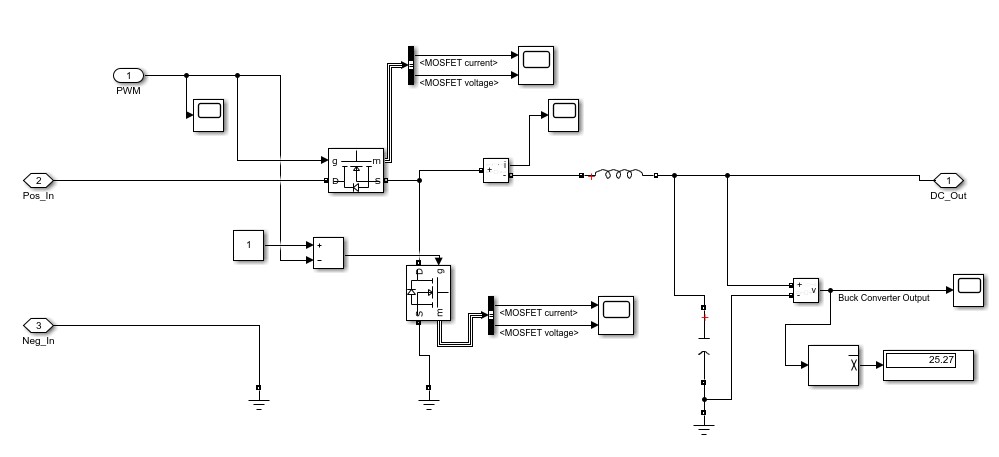 <MOSFET current>
<MOSFET voltage>
1
PWM
g
m
D
S
i
+
-
2
Pos_In
1
DC_Out
1
+
−
D
g
S
m
<MOSFET current>
<MOSFET voltage>
+
-
v
Buck Converter Output
3
Neg_In
x
25.27